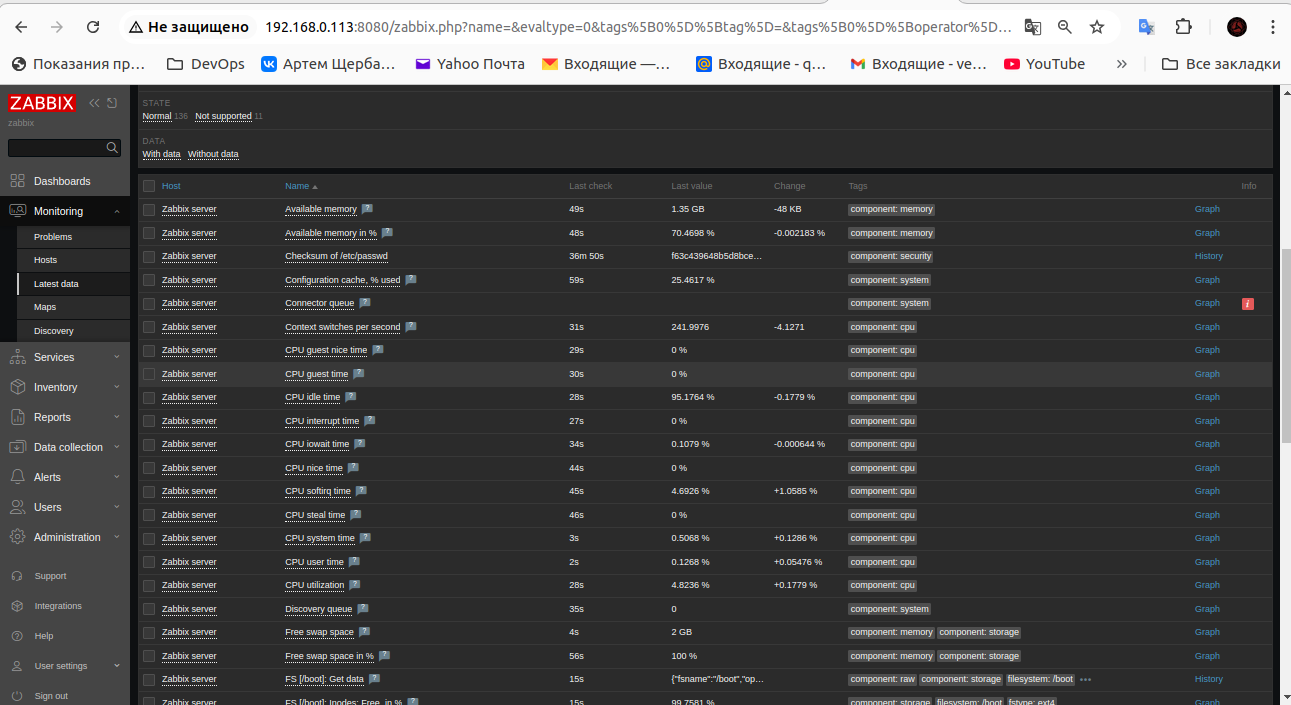 Не защищено 192.168.0.113:8080/zabbix.php?name=&evaltype=0&tags%5B0%5D%5Btag%5D=&tags%5B0%5D%5Boperator%5D...
Показания пр... DevOps Артем Щерба... Yahoo Почта Входящие —... Входящие - q... Входящие - ve... YouTube » Все закладки
ZABBIX
zabbix
Dashboards
Monitoring
Problems
Hosts
Latest data
Maps
Discovery
Services
Inventory
Reports
Data collection
Alerts
Users
Administration
Support
Integrations
Help
User settings
Sign out
STATE
Normal 136 Not supported 11
DATA
With data Without data
Host Name Last check Last value Change Tags Info
Zabbix server Available memory ? 49s 1.35 GB -48 KB component: memory Graph
Zabbix server Available memory in % ? 48s 70.4698 % -0.002183 % component: memory Graph
Zabbix server Checksum of /etc/passwd 36m 50s f63c439648b5d8bce... component: security History
Zabbix server Configuration cache, % used ? 59s 25.4617 % component: system Graph
Zabbix server Connector queue ? component: system Graph i
Zabbix server Context switches per second ? 31s 241.9976 -4.1271 component: cpu Graph
Zabbix server CPU guest nice time ? 29s 0 % component: cpu Graph
Zabbix server CPU guest time ? 30s 0 % component: cpu Graph
Zabbix server CPU idle time ? 28s 95.1764 % -0.1779 % component: cpu Graph
Zabbix server CPU interrupt time ? 27s 0 % component: cpu Graph
Zabbix server CPU iowait time ? 34s 0.1079 % -0.000644 % component: cpu Graph
Zabbix server CPU nice time ? 44s 0 % component: cpu Graph
Zabbix server CPU softirq time ? 45s 4.6926 % +1.0585 % component: cpu Graph
Zabbix server CPU steal time ? 46s 0 % component: cpu Graph
Zabbix server CPU system time ? 3s 0.5068 % +0.1286 % component: cpu Graph
Zabbix server CPU user time ? 2s 0.1268 % +0.05476 % component: cpu Graph
Zabbix server CPU utilization ? 28s 4.8236 % +0.1779 % component: cpu Graph
Zabbix server Discovery queue ? 35s 0 component: system Graph
Zabbix server Free swap space ? 4s 2 GB component: memory component: storage Graph
Zabbix server Free swap space in % ? 56s 100 % component: memory component: storage Graph
Zabbix server FS [/boot]: Get data ? 15s {"fsname":"/boot","op... component: raw component: storage filesystem: /boot ••• History
Zabbix server FS [/boot]: Inodes: Free, in % ? 15s 99.7581 % component: storage filesystem: /boot fstype: ext4 Graph